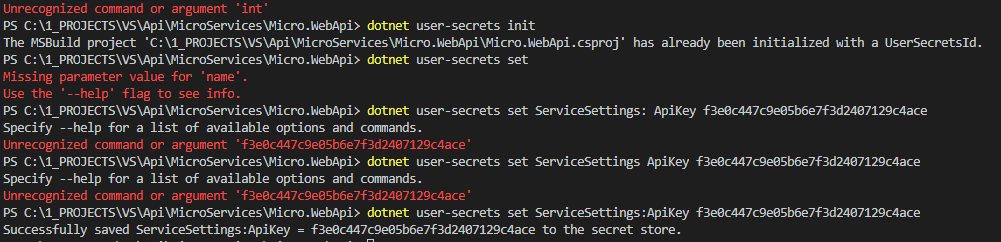 Unrecognized command or argument 'int'
PS C:\1_PROJECTS\VS\Api\MicroServices\Micro.WebApi> dotnet user-secrets init
The MSBuild project 'C:\1_PROJECTS\VS\Api\MicroServices\Micro.WebApi\Micro.WebApi.csproj' has already been initialized with a UserSecretsId.
PS C:\1_PROJECTS\VS\Api\MicroServices\Micro.WebApi> dotnet user-secrets set
Missing parameter value for 'name'.
Use the '--help' flag to see info.
PS C:\1_PROJECTS\VS\Api\MicroServices\Micro.WebApi> dotnet user-secrets set ServiceSettings: ApiKey f3e0c447c9e05b6e7f3d2407129c4ace
Specify --help for a list of available options and commands.
Unrecognized command or argument 'f3e0c447c9e05b6e7f3d2407129c4ace'
PS C:\1_PROJECTS\VS\Api\MicroServices\Micro.WebApi> dotnet user-secrets set ServiceSettings ApiKey f3e0c447c9e05b6e7f3d2407129c4ace
Specify --help for a list of available options and commands.
Unrecognized command or argument 'f3e0c447c9e05b6e7f3d2407129c4ace'
PS C:\1_PROJECTS\VS\Api\MicroServices\Micro.WebApi> dotnet user-secrets set ServiceSettings:ApiKey f3e0c447c9e05b6e7f3d2407129c4ace
Successfully saved ServiceSettings:ApiKey = f3e0c447c9e05b6e7f3d2407129c4ace to the secret store.